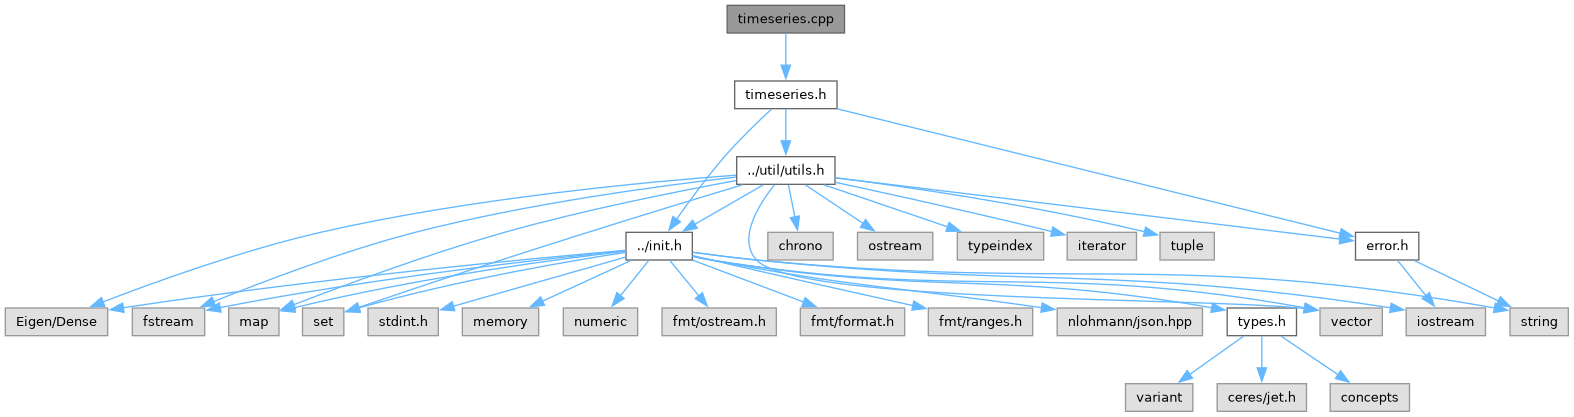 timeseries.cpp
timeseries.h
../util/utils.h
../init.h
chrono
ostream
typeindex
iterator
tuple
error.h
Eigen/Dense
fstream
map
set
stdint.h
memory
numeric
fmt/ostream.h
fmt/format.h
fmt/ranges.h
nlohmann/json.hpp
types.h
vector
iostream
string
variant
ceres/jet.h
concepts